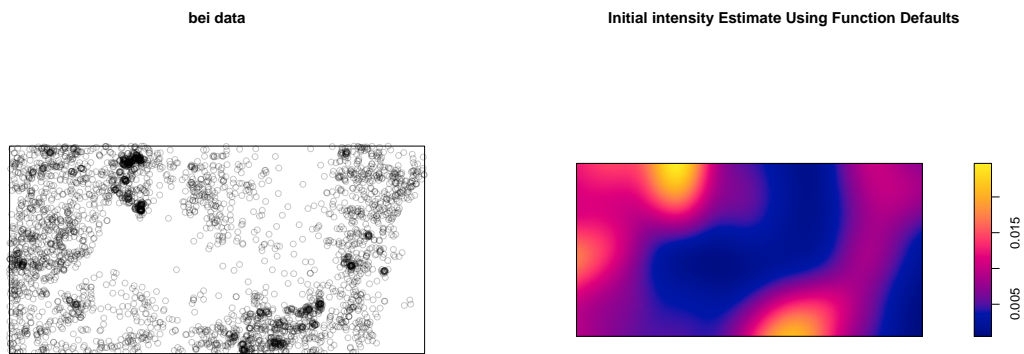 bei data
Initial intensity Estimate Using Function Defaults
0.015
0.005